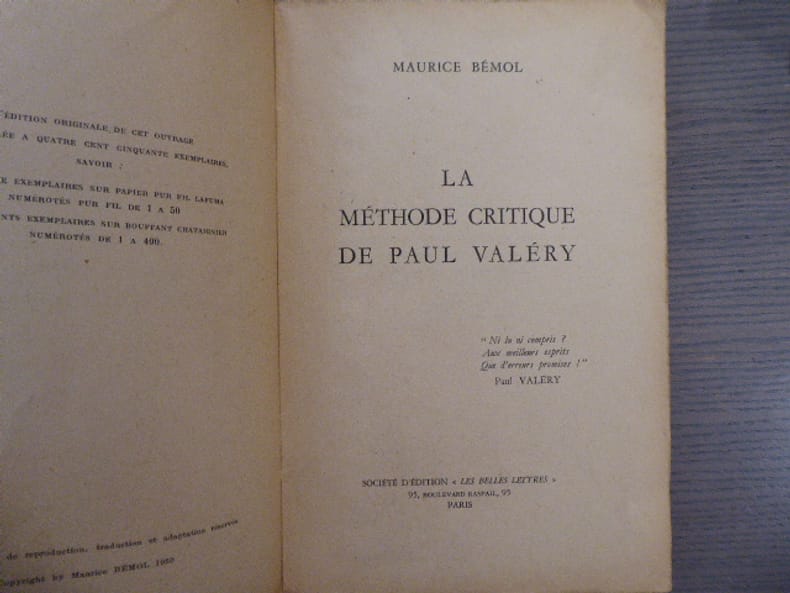 'ÉDITION ORIGINALE DE CET OUVRAGE
ÉE A QUATRE CENT CINQUANTE EXEMPLAIRES,
SAVOIR :
E EXEMPLAIRES SUR PAPIER PUR FIL LAFUMA
NUMÉROTÉS PUR FIL DE 1 A 50
NTS EXEMPLAIRES SUR BOUFFANT CHATAIGNIER
NUMÉROTÉS DE 1 A 400.
de reproduction, traduction et adaptation réservés
Copyright by Maurice BÉMOL 1950
MAURICE BÉMOL
LA
MÉTHODE CRITIQUE
DE PAUL VALÉRY
" Ni lu ni compris ?
Aux meilleurs esprits
Que d'erreurs promises ! "
Paul VALÉRY
SOCIÉTÉ D'ÉDITION « LES BELLES LETTRES »
95, BOULEVARD RASPAIL, 95
PARIS